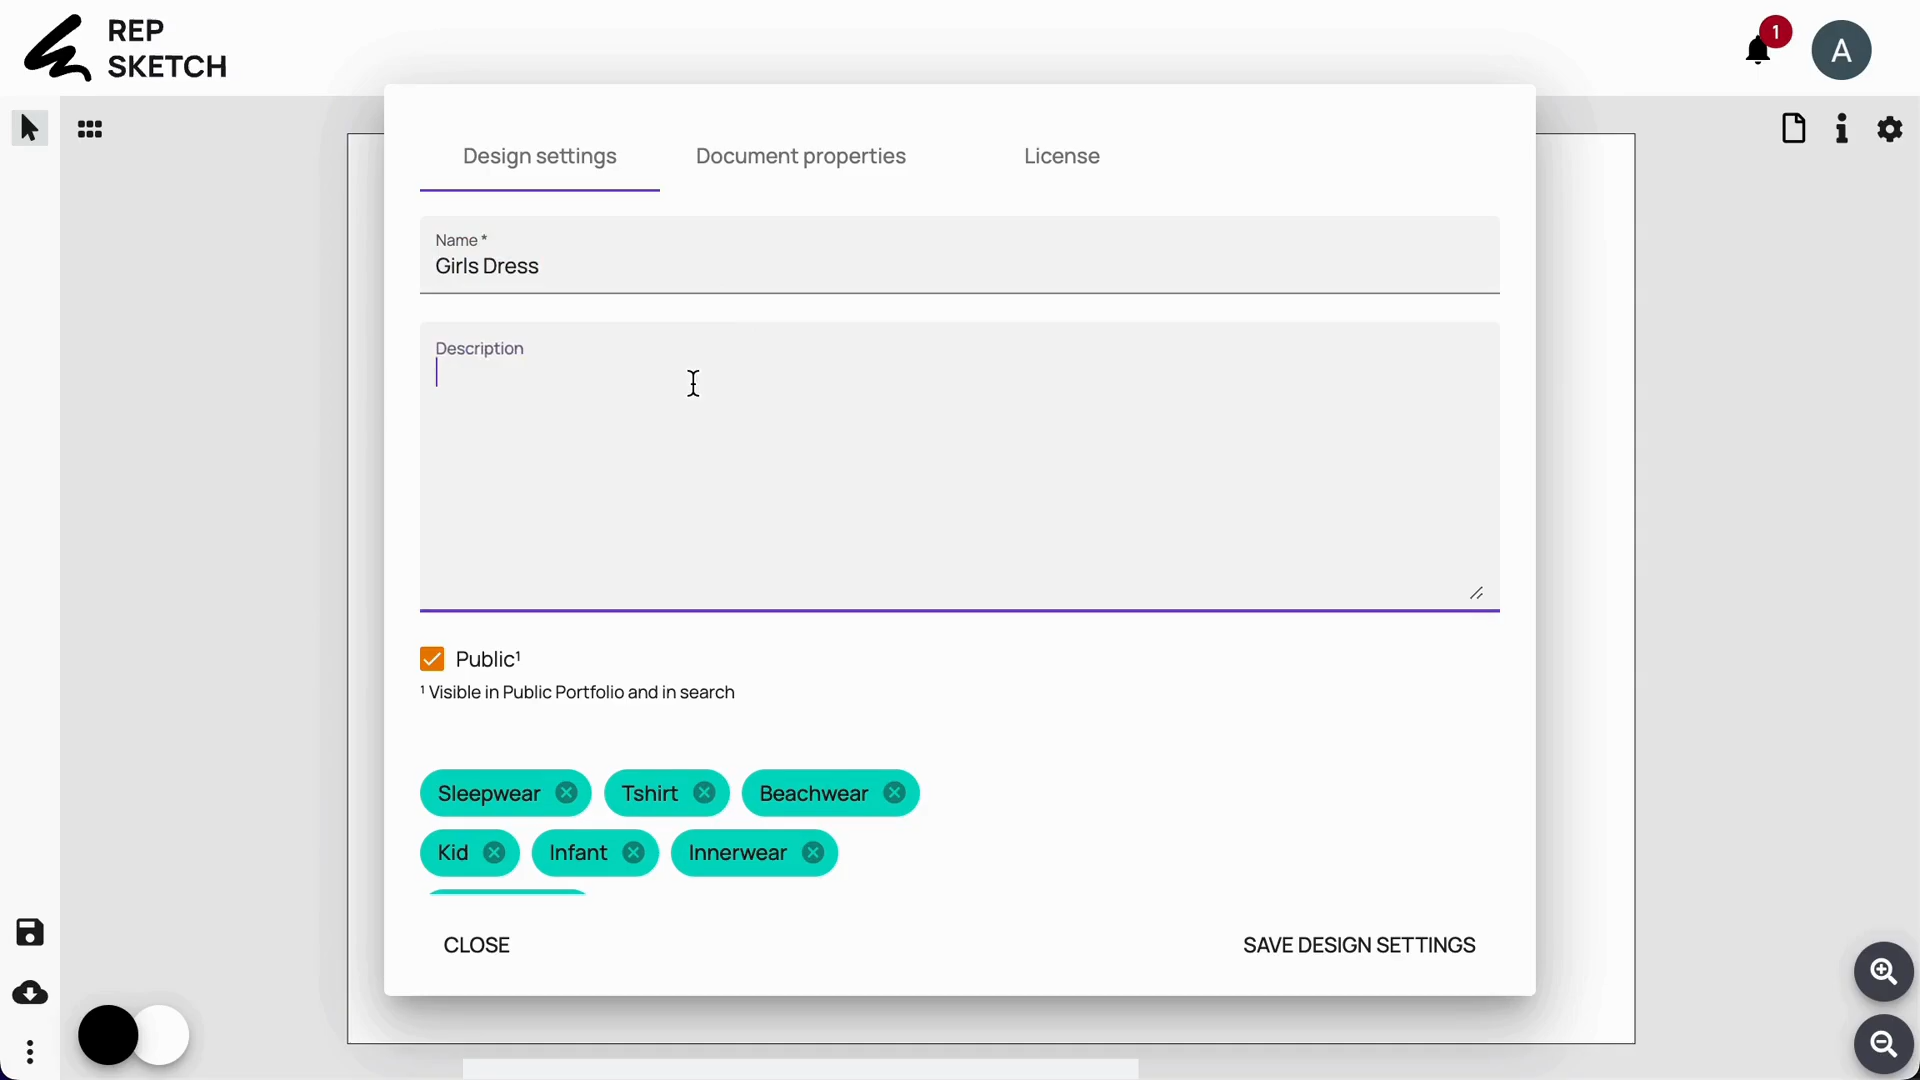 REP
SKETCH
1
A
Design settings
Document properties
License
Name *
Girls Dress
Description
Public¹
¹ Visible in Public Portfolio and in search
Sleepwear
Tshirt
Beachwear
Kid
Infant
Innerwear
CLOSE
SAVE DESIGN SETTINGS